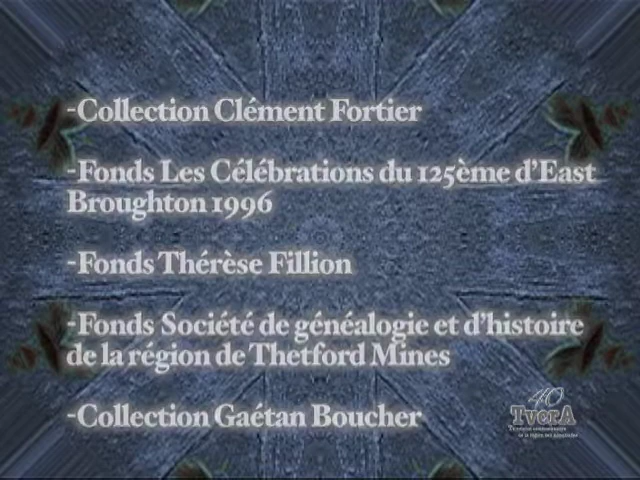 -Collection Clément Fortier
-Fonds Les Célébrations du 125ème d'East
Broughton 1996
-Fonds Thérèse Fillion
-Fonds Société de généalogie et d'histoire
de la région de Thetford Mines
-Collection Gaétan Boucher
40
TvcrA